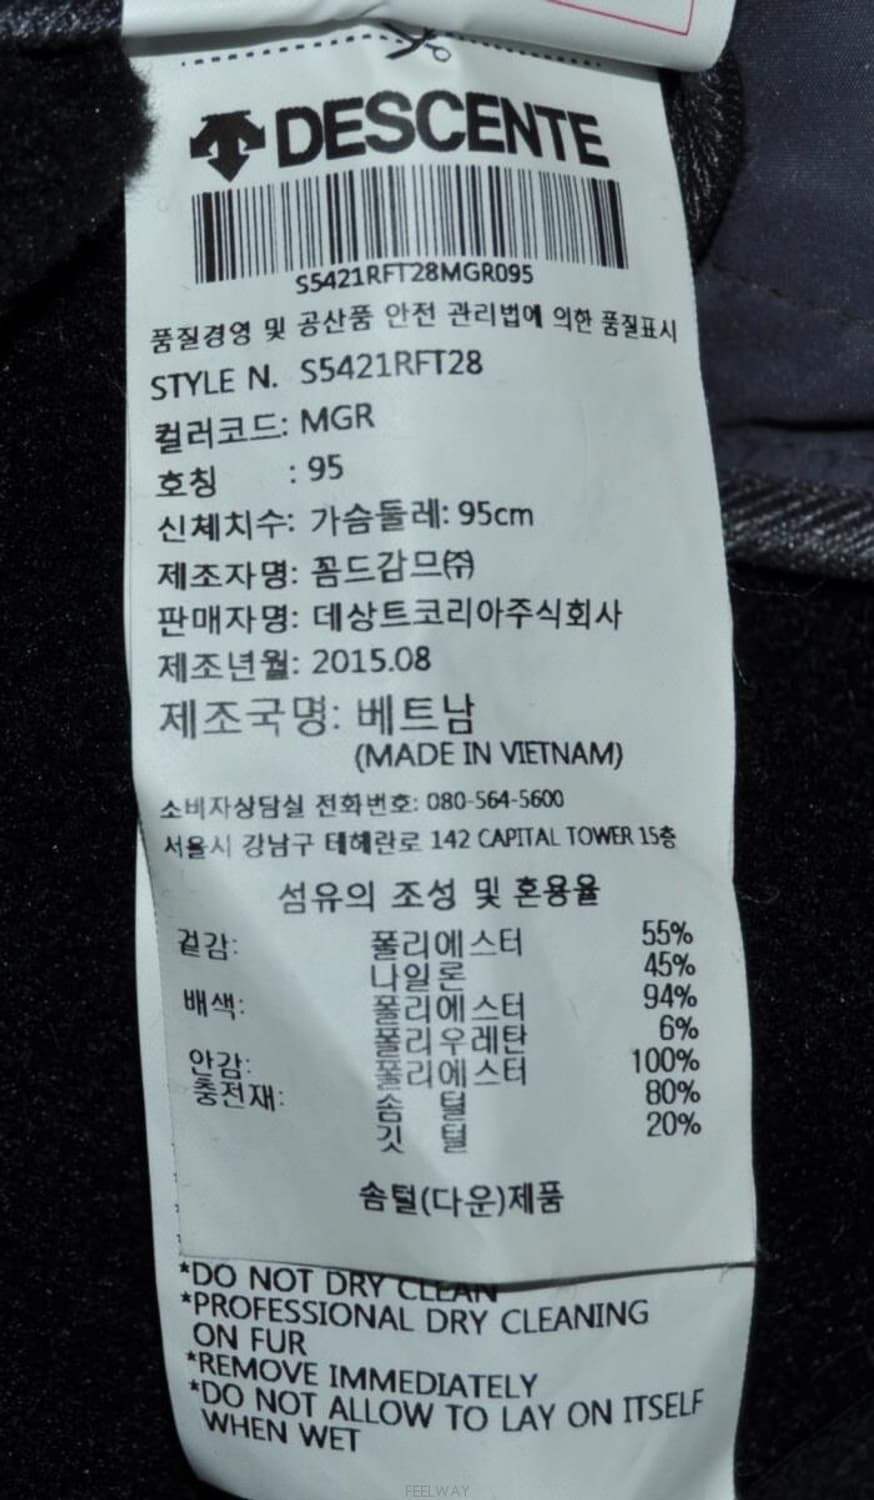 DESCENTE
S5421RFT28MGR095
품질경영 및 공산품 안전 관리법에 의한 품질표시
STYLE N. S5421RFT28
컬러코드: MGR
호칭 : 95
신체치수: 가슴둘레: 95cm
제조자명: 꼼드감므㈜
판매자명: 데상트코리아주식회사
제조년월: 2015.08
제조국명: 베트남
(MADE IN VIETNAM)
소비자상담실 전화번호: 080-564-5600
서울시 강남구 테헤란로 142 CAPITAL TOWER 15층
섬유의 조성 및 혼용율
겉감: 폴리에스터 55%
나일론 45%
배색: 폴리에스터 94%
폴리우레탄 6%
안감: 폴리에스터 100%
충전재: 솜 털 80%
깃 털 20%
솜털(다운)제품
*DO NOT DRY CLEAN
*PROFESSIONAL DRY CLEANING
ON FUR
*REMOVE IMMEDIATELY
*DO NOT ALLOW TO LAY ON ITSELF
WHEN WET
FEELWAY